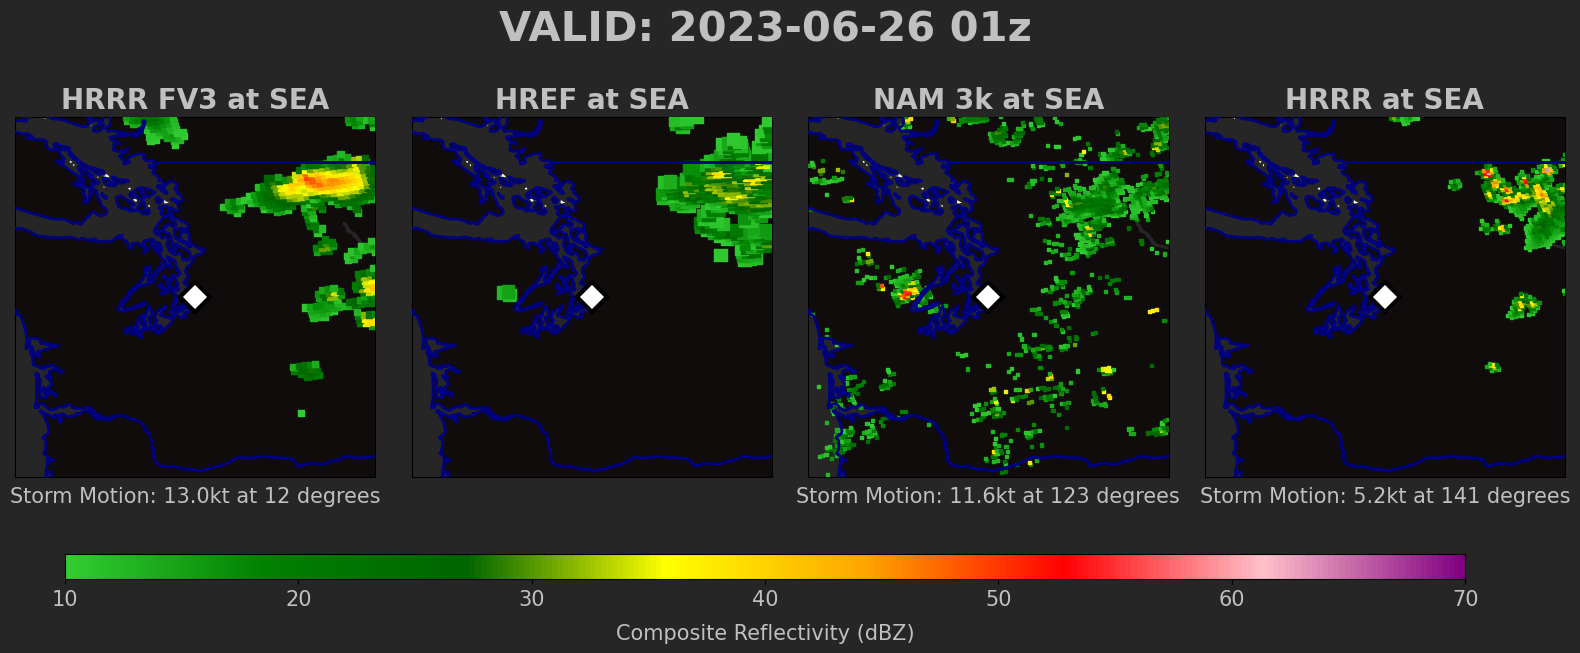 VALID: 2023-06-26 01z
HRRR FV3 at SEA
HREF at SEA
NAM 3k at SEA
HRRR at SEA
Storm Motion: 13.0kt at 12 degrees
Storm Motion: 11.6kt at 123 degrees
Storm Motion: 5.2kt at 141 degrees
10 20 30 40 50 60 70
Composite Reflectivity (dBZ)